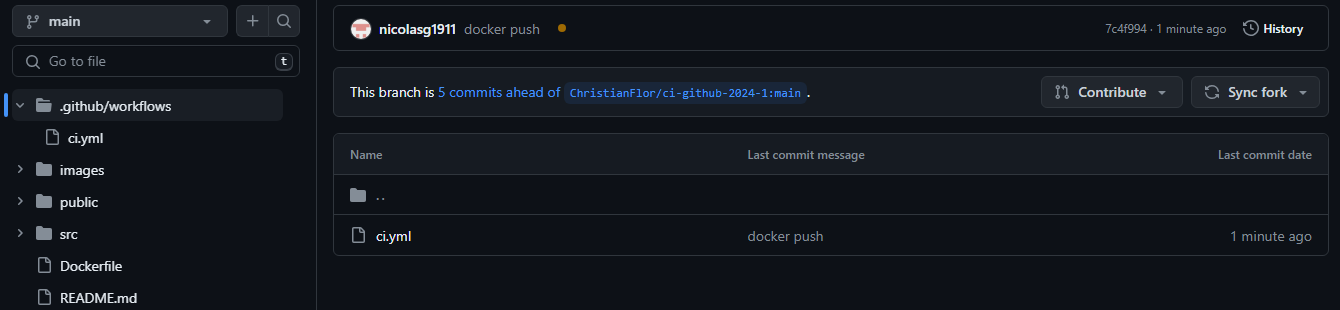 main
Go to file
t
.github/workflows
ci.yml
images
public
src
Dockerfile
README.md
nicolasg1911 docker push 7c4f994 · 1 minute ago History
This branch is 5 commits ahead of ChristianFlor/ci-github-2024-1:main . Contribute Sync fork
Name Last commit message Last commit date
..
ci.yml docker push 1 minute ago